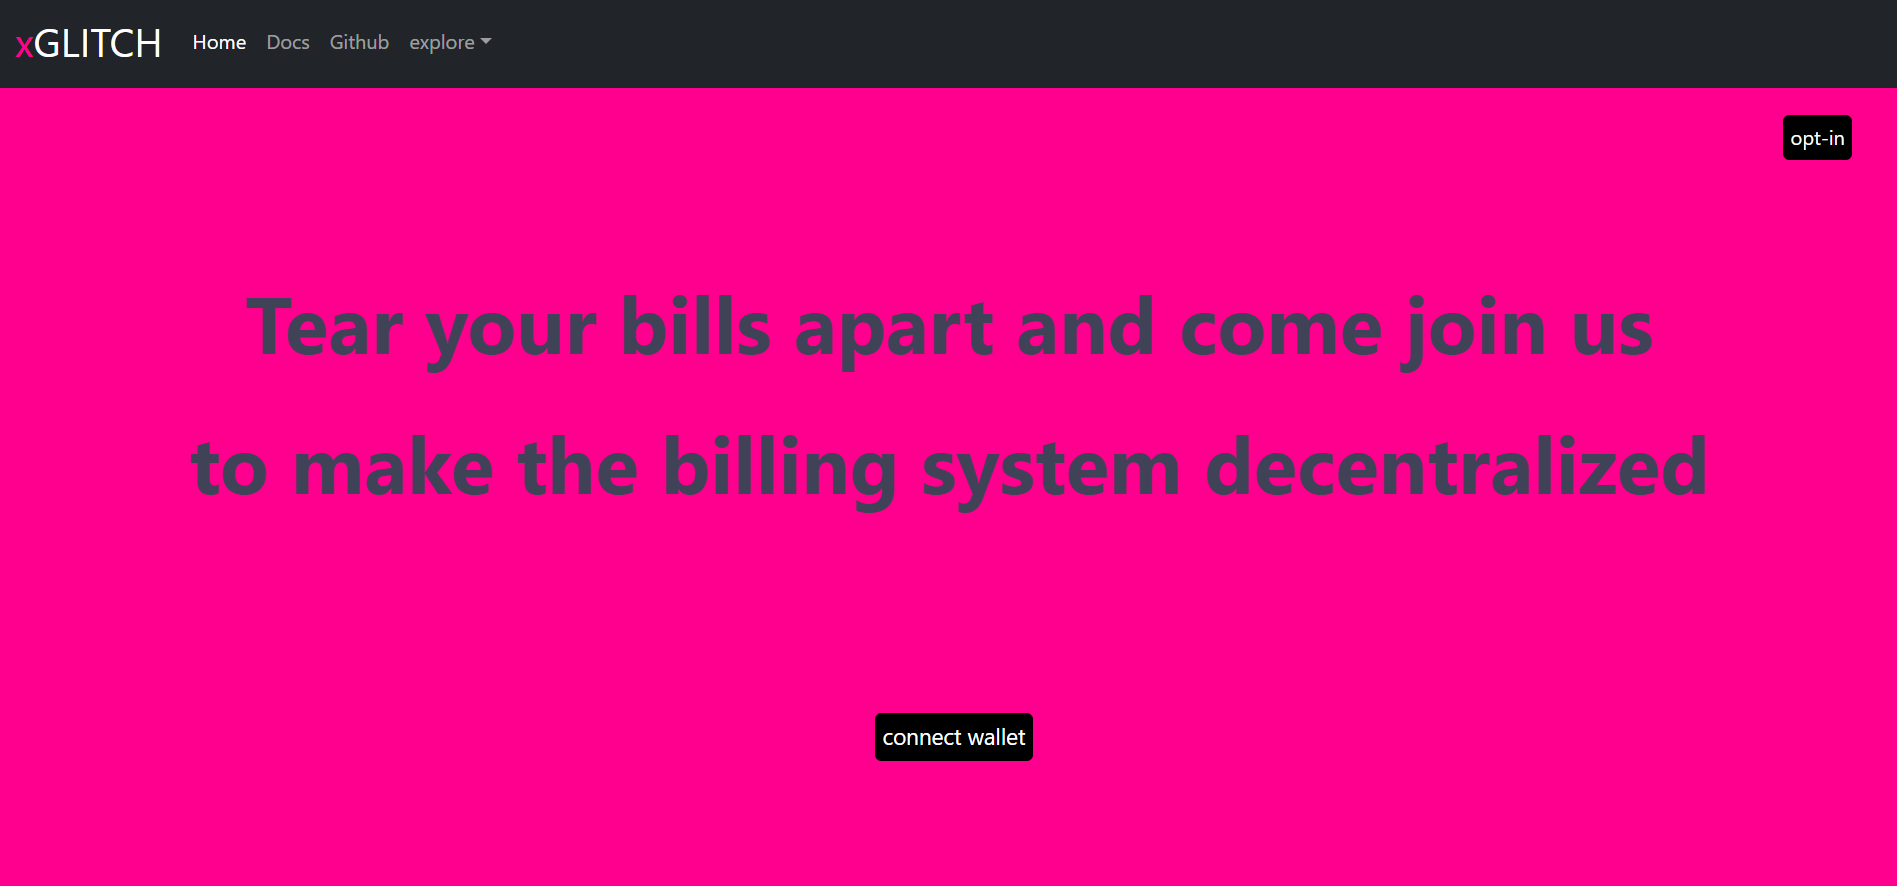 xGLITCH Home Docs Github explore
opt-in
Tear your bills apart and come join us
to make the billing system decentralized
connect wallet